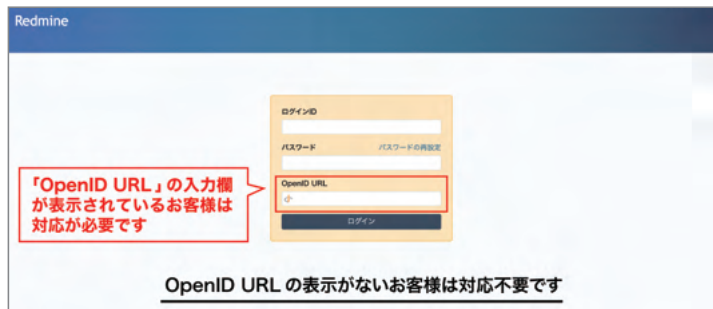 Redmine
ログインID
パスワード パスワードの再設定
OpenID URL
ログイン
「OpenID URL」の入力欄
が表示されているお客様は
対応が必要です
OpenID URL の表示がないお客様は対応不要です